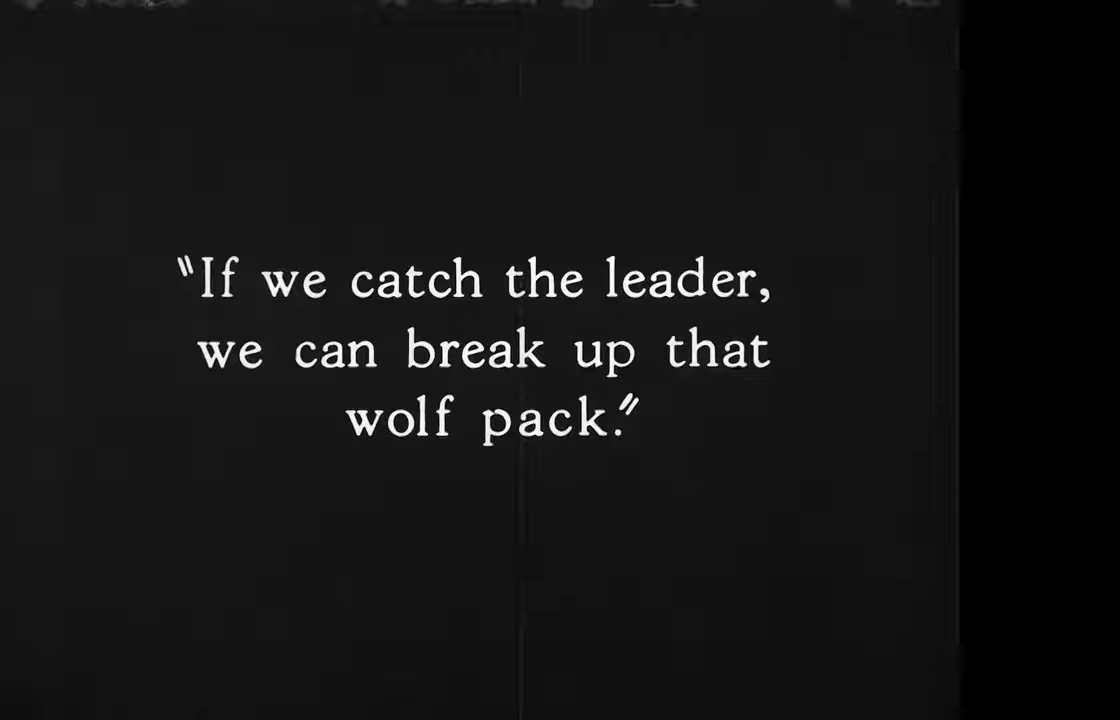 "If we catch the leader,
we can break up that
wolf pack."